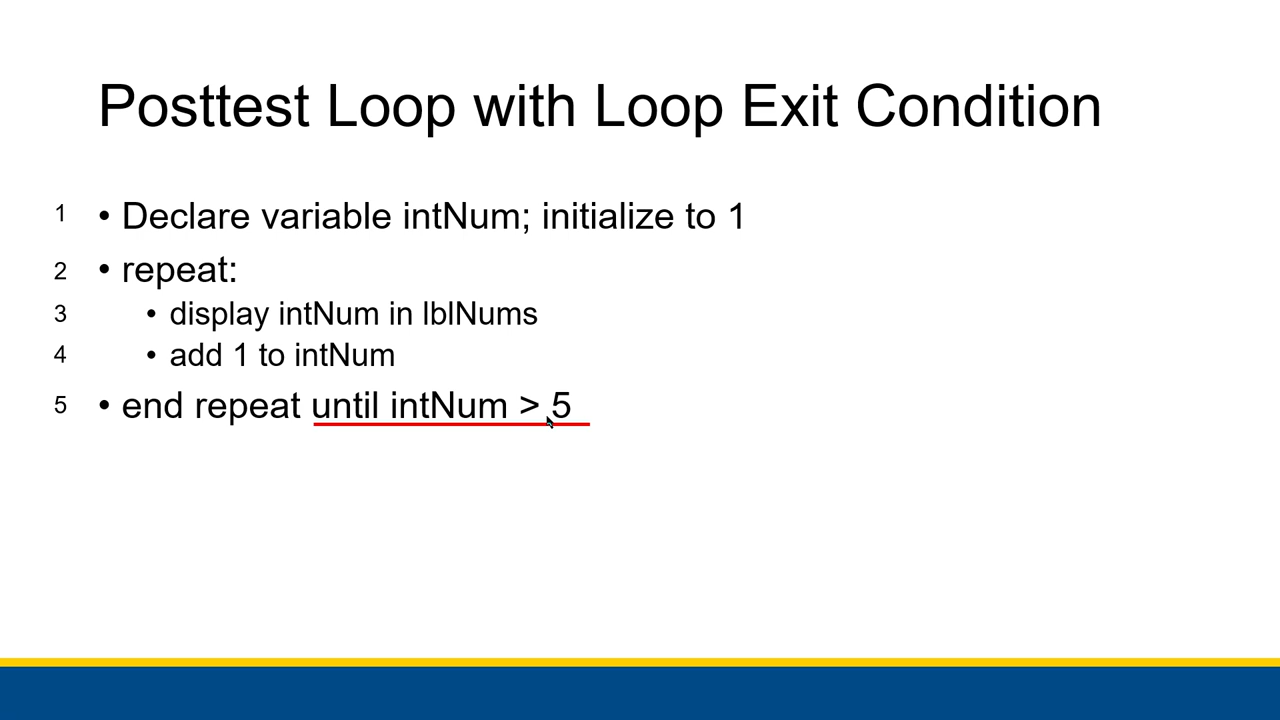 Posttest Loop with Loop Exit Condition
1 • Declare variable intNum; initialize to 1
2 • repeat:
3 • display intNum in lblNums
4 • add 1 to intNum
5 • end repeat until intNum > 5